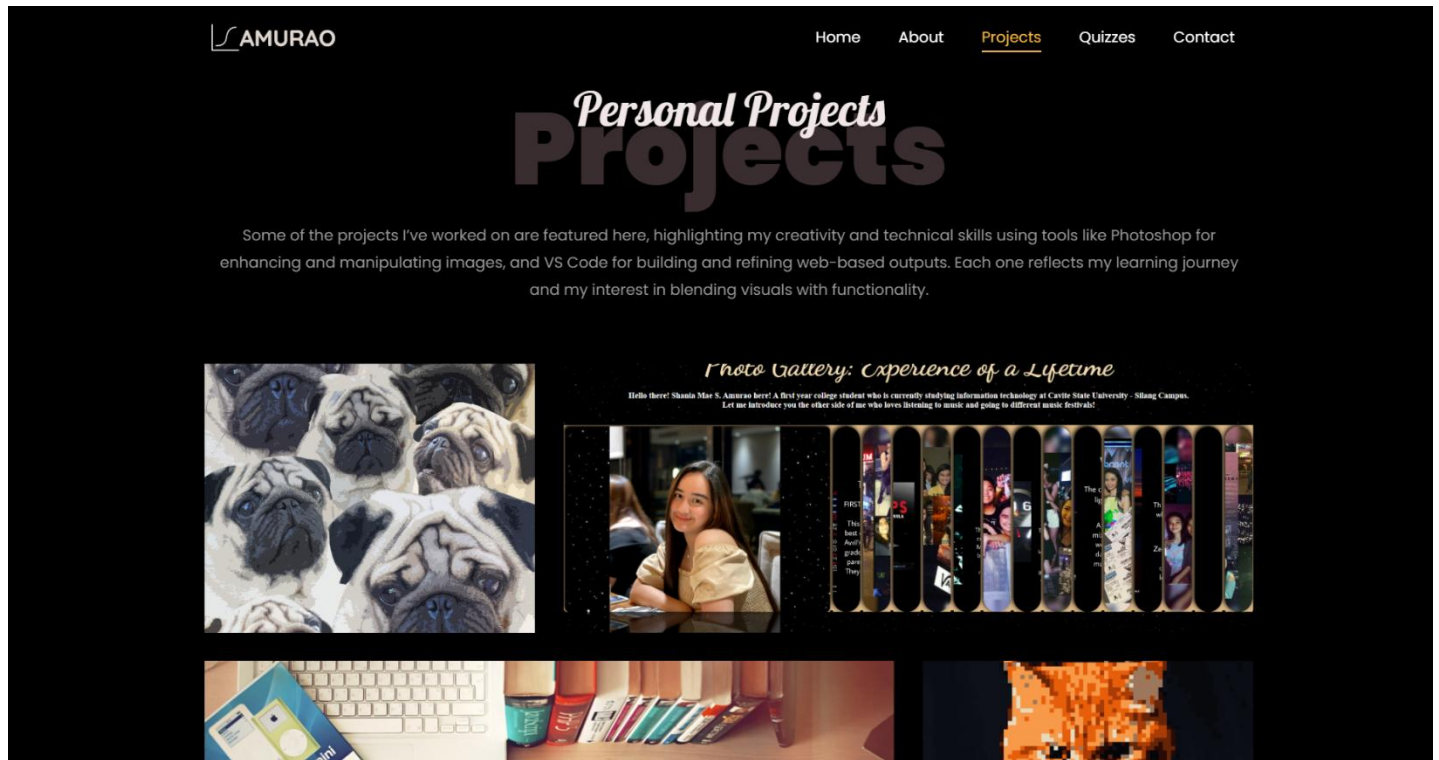 AMURAO
Home About Projects Quizzes Contact
Personal Projects
Projects
Some of the projects I've worked on are featured here, highlighting my creativity and technical skills using tools like Photoshop for
enhancing and manipulating images, and VS Code for building and refining web-based outputs. Each one reflects my learning journey
and my interest in blending visuals with functionality.
Photo Gallery: Experience of a Lifetime
Hello there! Shania Mae S. Amurao here! A first year college student who is currently studying information technology at Cavite State University - Silang Campus.
Let me introduce you the other side of me who loves listening to music and going to different music festivals!
FIRST
This
best
Avril's
They